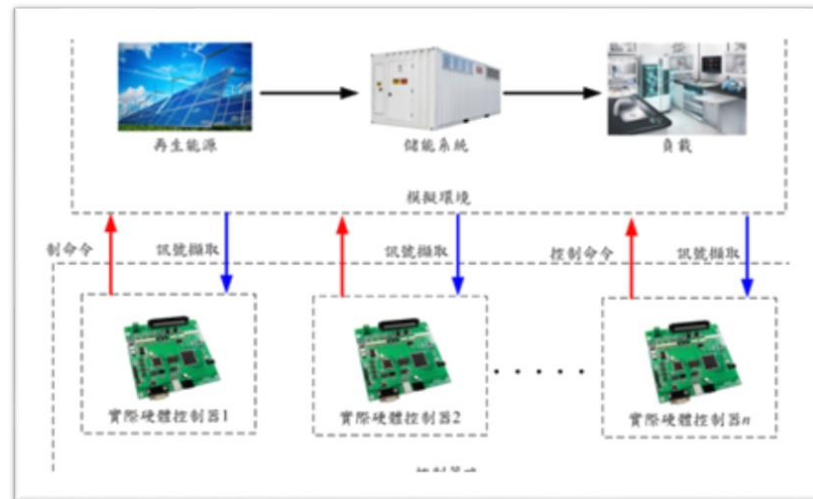 再生能源
儲能系統
負載
模擬環境
制命令
訊號擷取
訊號擷取
控制命令
訊號擷取
實際硬體控制器1
實際硬體控制器2
實際硬體控制器n